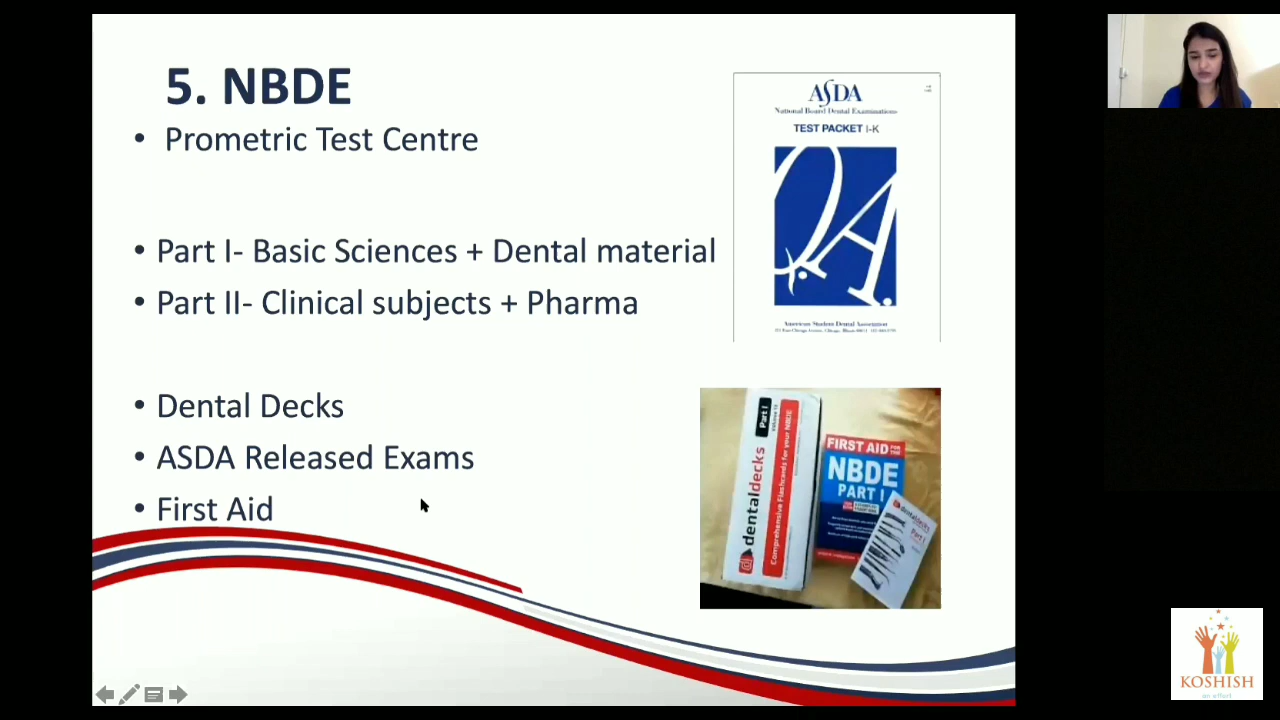 5. NBDE
• Prometric Test Centre
• Part I- Basic Sciences + Dental material
• Part II- Clinical subjects + Pharma
• Dental Decks
• ASDA Released Exams
• First Aid
ASDA
National Board Dental Examinations
TEST PACKET I-K
QA.
American Student Dental Association
dentaldecks
Part I
Comprehensive Flashcards for your NBDE
FIRST AID FOR THE
NBDE
PART I
dentaldecks
Part I
KOSHISH
an effort